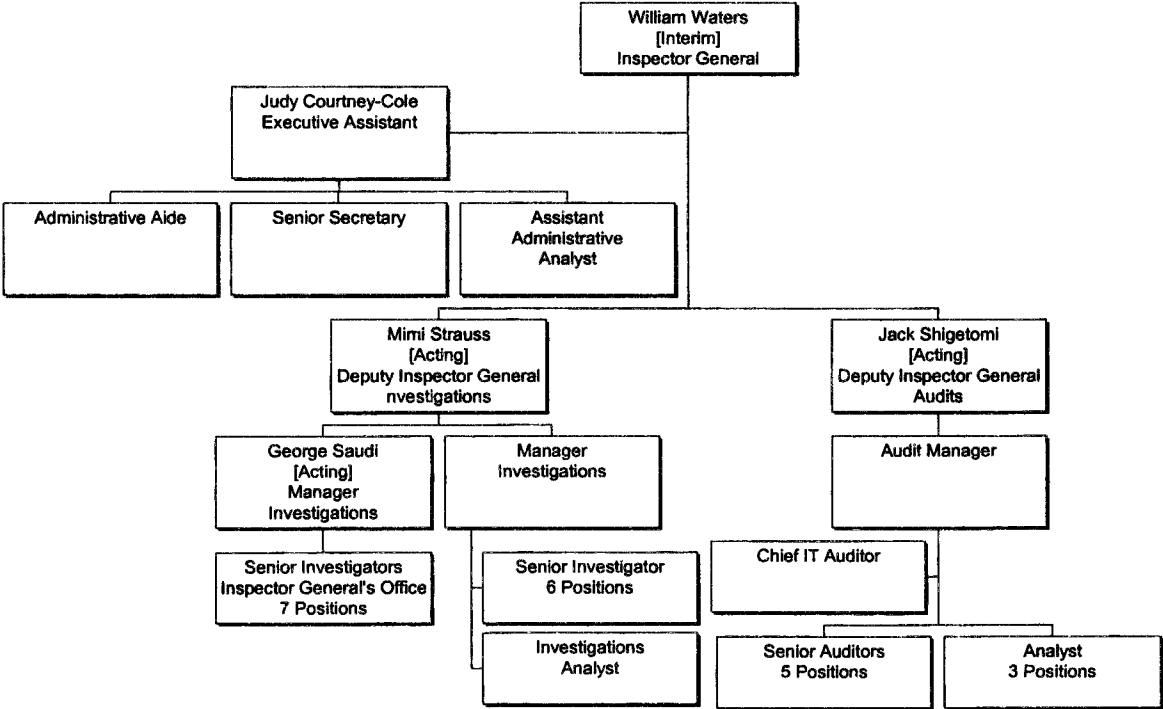 William Waters
[Interim]
Inspector General
Judy Courtney-Cole
Executive Assistant
Administrative Aide
Senior Secretary
Assistant
Administrative
Analyst
Mimi Strauss
[Acting]
Deputy Inspector General
nvestigations
Jack Shigetomi
[Acting]
Deputy Inspector General
Audits
George Saudi
[Acting]
Manager
Investigations
Manager
Investigations
Audit Manager
Senior Investigators
Inspector General's Office
7 Positions
Senior Investigator
6 Positions
Investigations
Analyst
Chief IT Auditor
Senior Auditors
5 Positions
Analyst
3 Positions